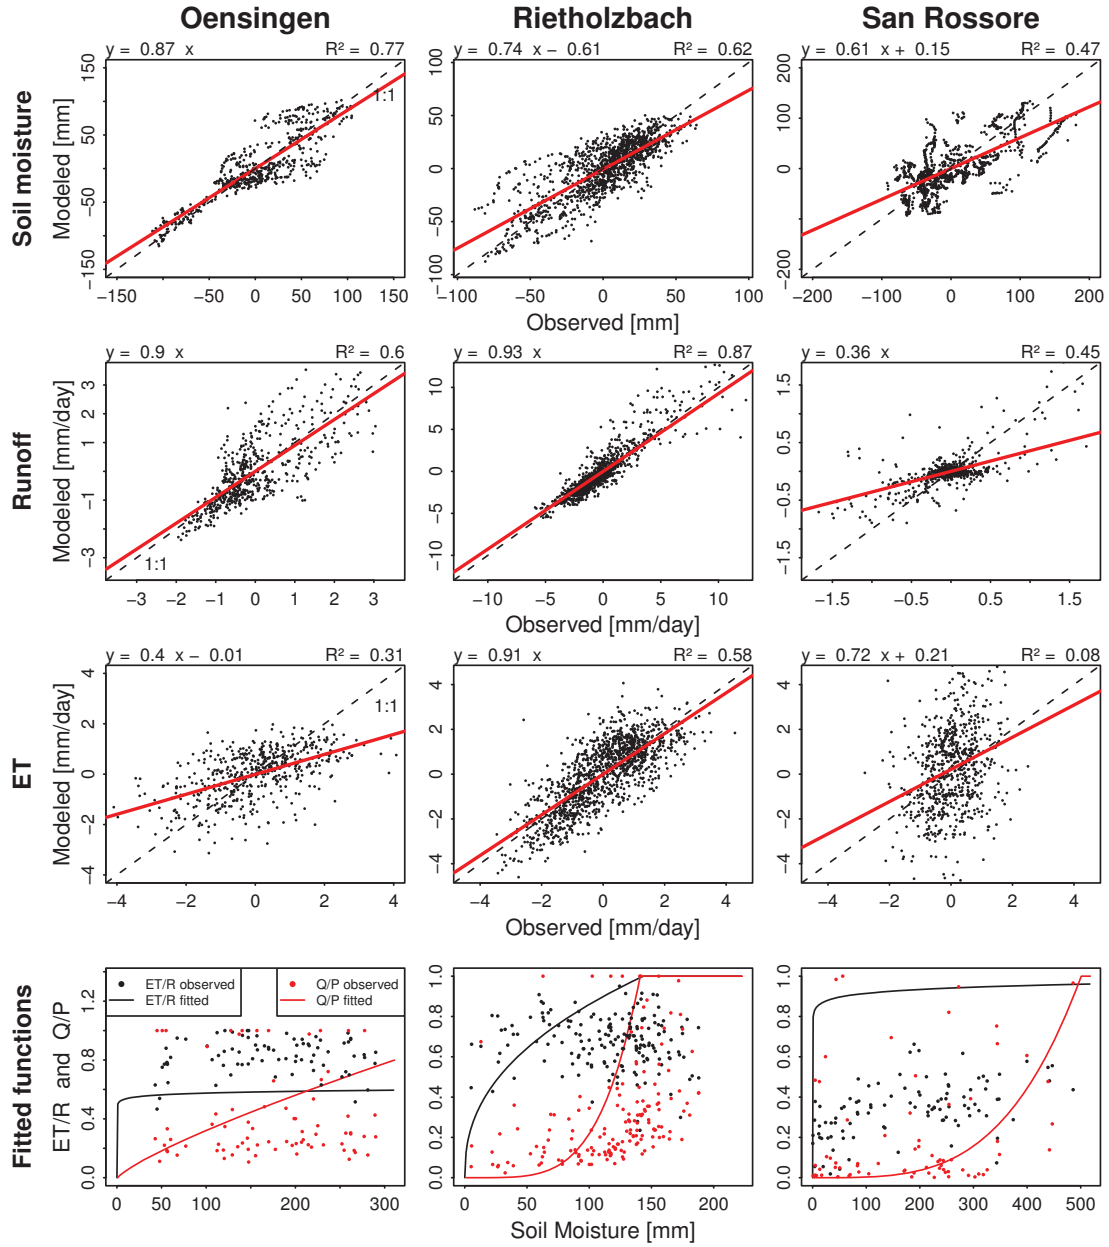 Oensingen Rietholzbach San Rossore
y = 0.87 x R² = 0.77 y = 0.74 x − 0.61 R² = 0.62 y = 0.61 x + 0.15 R² = 0.47
Soil moisture
Modeled [mm]
−150 −50 50 150
−100 −50 0 50 100
−200 0 100 200
1:1
−150 −50 0 50 100 150
−100 −50 0 50 100
−200 −100 0 100 200
Observed [mm]
y = 0.9 x R² = 0.6 y = 0.93 x R² = 0.87 y = 0.36 x R² = 0.45
Runoff
Modeled [mm/day]
−3 −1 1 3
−10 −5 0 5 10
−1.5 −0.5 0.5 1.5
1:1
−3 −2 −1 0 1 2 3
−10 −5 0 5 10
−1.5 −0.5 0.5 1.5
Observed [mm/day]
y = 0.4 x − 0.01 R² = 0.31 y = 0.91 x R² = 0.58 y = 0.72 x + 0.21 R² = 0.08
ET
Modeled [mm/day]
−4 −2 0 2 4
−4 −2 0 2 4
−4 −2 0 2 4
1:1
−4 −2 0 2 4
−4 −2 0 2 4
−4 −2 0 2 4
Observed [mm/day]
Fitted functions
ET/R and Q/P
0.0 0.4 0.8 1.2
0.0 0.2 0.4 0.6 0.8 1.0
0.0 0.2 0.4 0.6 0.8 1.0
ET/R observed
ET/R fitted
Q/P observed
Q/P fitted
0 50 100 150 200 250 300
0 50 100 150 200
0 100 200 300 400 500
Soil Moisture [mm]